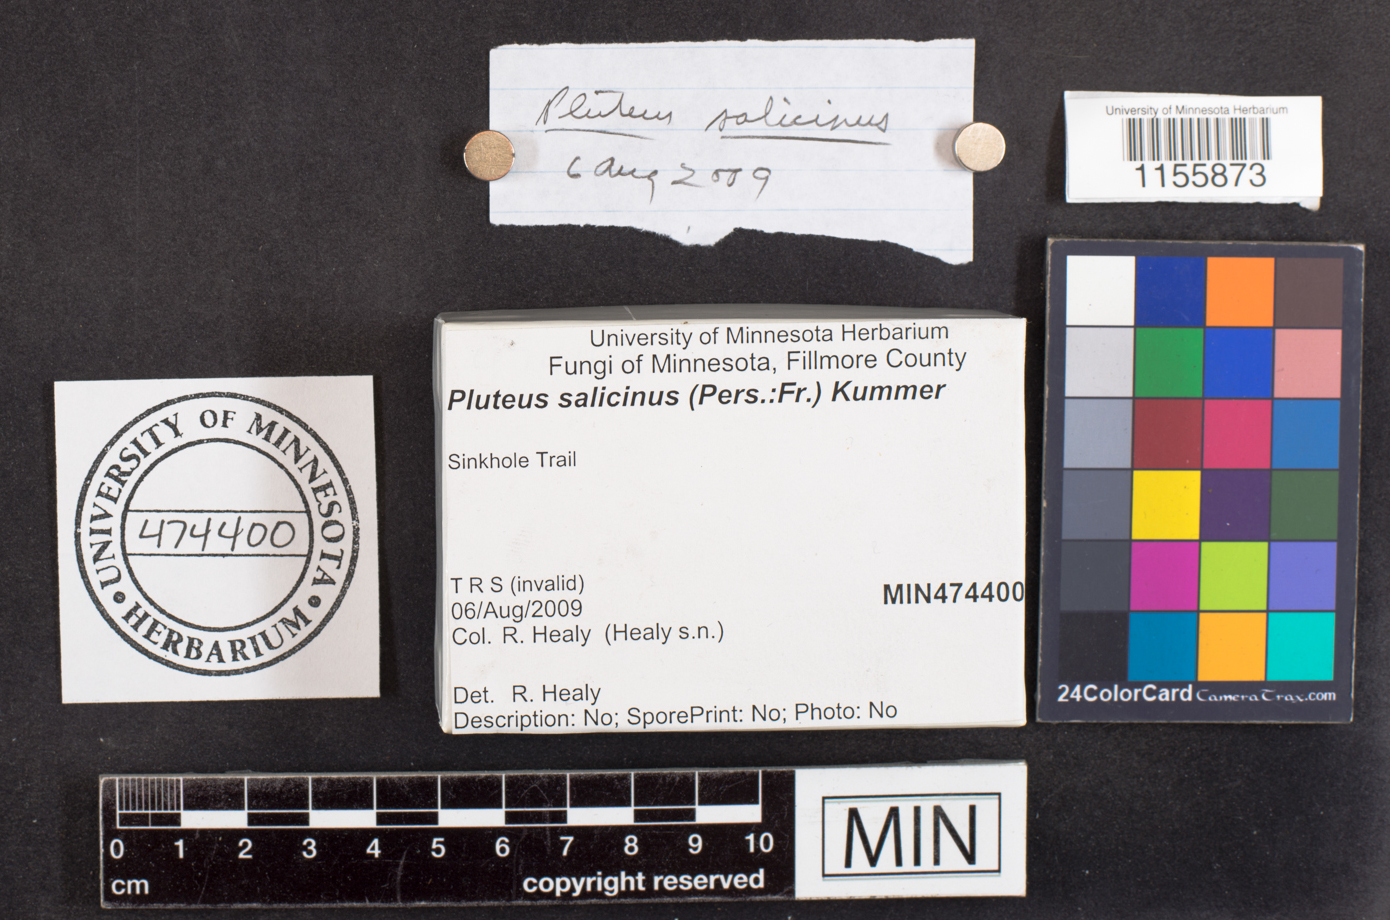 Pluteus salicinus
6 Aug 2009
University of Minnesota Herbarium
1155873
University of Minnesota Herbarium
Fungi of Minnesota, Fillmore County
Pluteus salicinus (Pers.:Fr.) Kummer
Sinkhole Trail
T R S (invalid)
06/Aug/2009
MIN474400
Col. R. Healy (Healy s.n.)
Det. R. Healy
Description: No; SporePrint: No; Photo: No
UNIVERSITY OF MINNESOTA
474400
• HERBARIUM •
24ColorCard CameraTrax.com
0 1 2 3 4 5 6 7 8 9 10
cm
copyright reserved
MIN